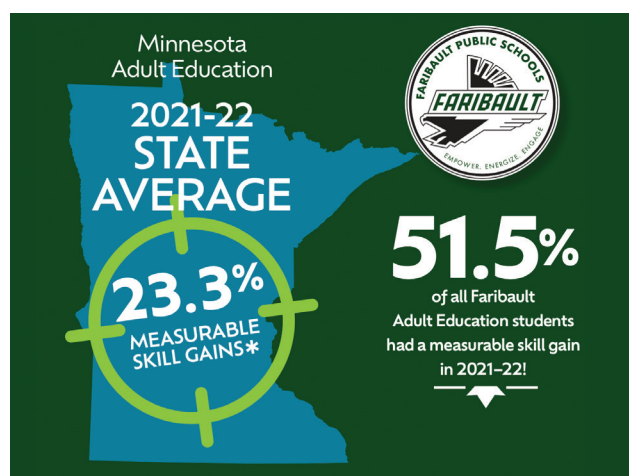 Minnesota
Adult Education
2021-22
STATE
AVERAGE
23.3%
MEASURABLE
SKILL GAINS*
FARIBAULT PUBLIC SCHOOLS
FARIBAULT
EMPOWER. ENERGIZE. ENGAGE
51.5%
of all Faribault
Adult Education students
had a measurable skill gain
in 2021–22!